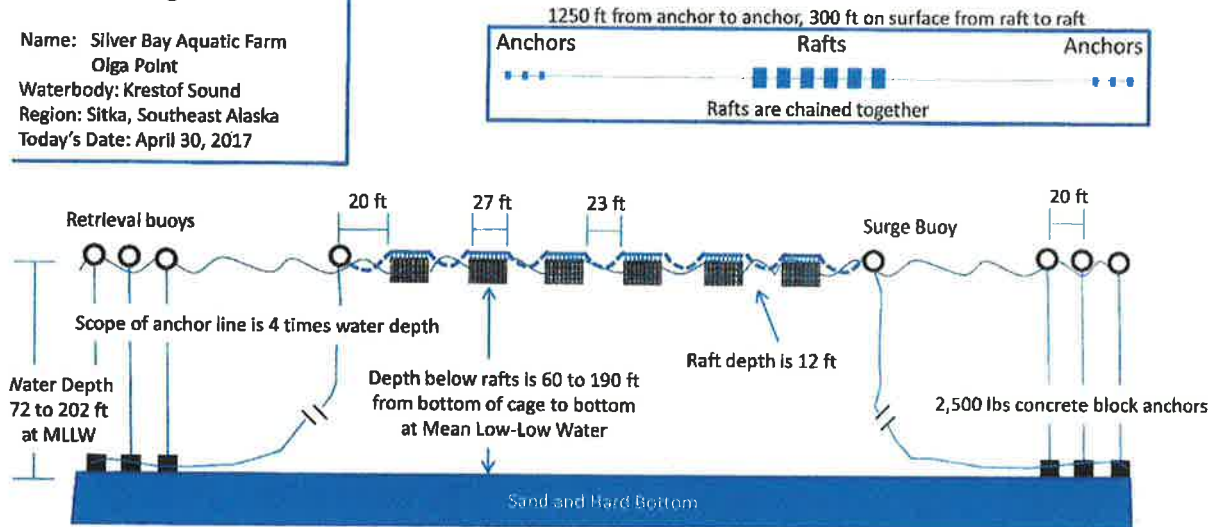 Name: Silver Bay Aquatic Farm
Olga Point
Waterbody: Krestof Sound
Region: Sitka, Southeast Alaska
Today's Date: April 30, 2017
1250 ft from anchor to anchor, 300 ft on surface from raft to raft
Anchors
Rafts
Anchors
Rafts are chained together
20 ft
27 ft
23 ft
20 ft
Retrieval buoys
Surge Buoy
Scope of anchor line is 4 times water depth
Raft depth is 12 ft
Water Depth
72 to 202 ft
at MLLW
Depth below rafts is 60 to 190 ft
from bottom of cage to bottom
at Mean Low-Low Water
2,500 lbs concrete block anchors
Sand and Hard Bottom